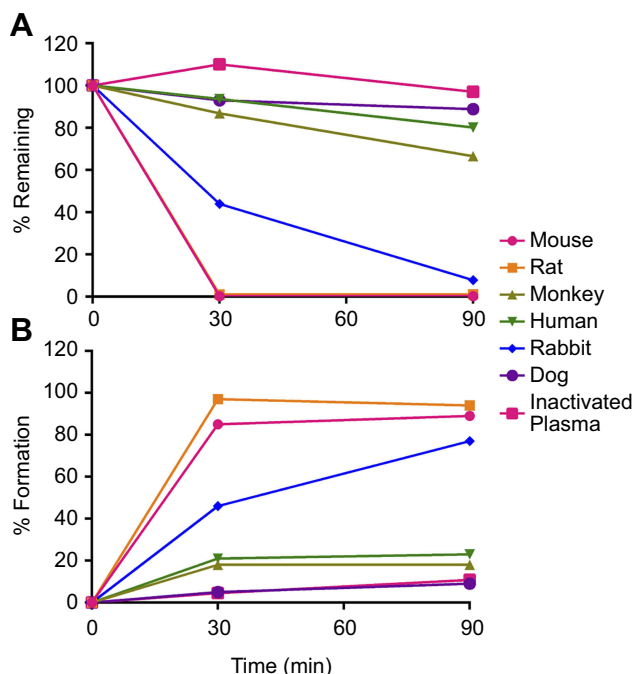 A
120
100
80
60
40
20
0
% Remaining
0 30 60 90
B
120
100
80
60
40
20
0
% Formation
0 30 60 90
Time (min)
Mouse
Rat
Monkey
Human
Rabbit
Dog
Inactivated
Plasma